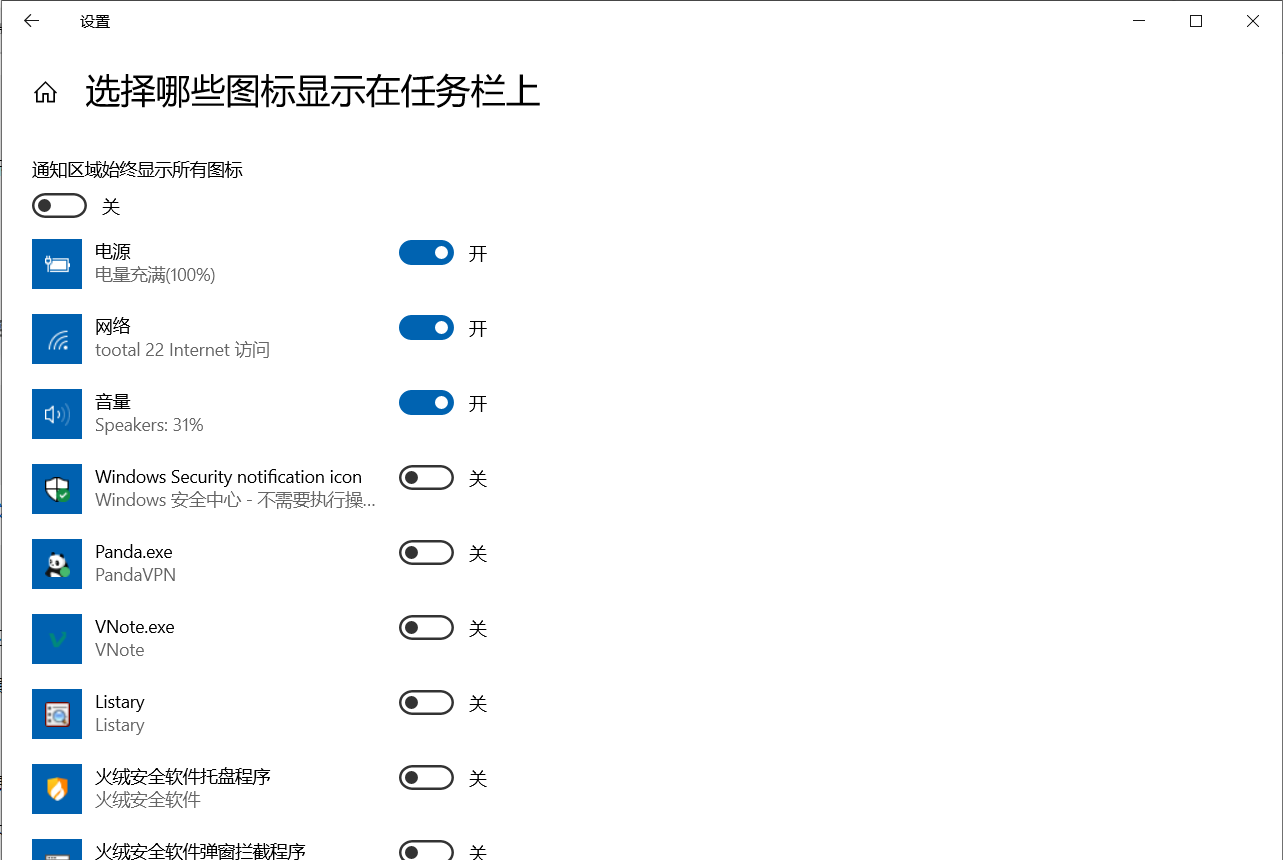 设置
选择哪些图标显示在任务栏上
通知区域始终显示所有图标
关
电源
开
电量充满(100%)
网络
开
tootal 22 Internet 访问
音量
开
Speakers: 31%
Windows Security notification icon
关
Windows 安全中心 - 不需要执行操...
Panda.exe
关
PandaVPN
VNote.exe
关
VNote
Listary
关
Listary
火绒安全软件托盘程序
关
火绒安全软件
火绒安全软件弹窗拦截程序
关